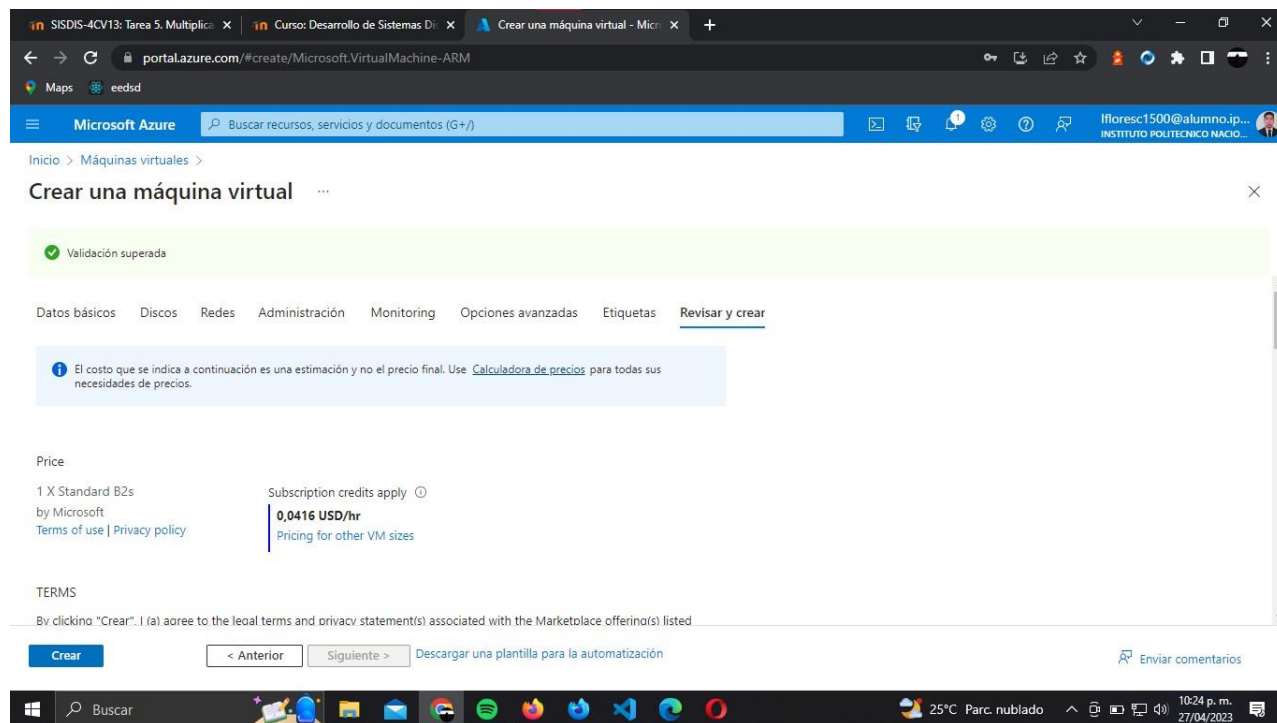 SISDIS-4CV13: Tarea 5. Multiplica
Curso: Desarrollo de Sistemas Di
Crear una máquina virtual - Micr
portal.azure.com/#create/Microsoft.VirtualMachine-ARM
Maps eedsd
Microsoft Azure
Buscar recursos, servicios y documentos (G+/)
1
lfloresc1500@alumno.ip...
INSTITUTO POLITECNICO NACIO...
Inicio > Máquinas virtuales >
Crear una máquina virtual ...
Validación superada
Datos básicos Discos Redes Administración Monitoring Opciones avanzadas Etiquetas Revisar y crear
El costo que se indica a continuación es una estimación y no el precio final. Use Calculadora de precios para todas sus
necesidades de precios.
Price
1 X Standard B2s
by Microsoft
Terms of use | Privacy policy
Subscription credits apply
0,0416 USD/hr
Pricing for other VM sizes
TERMS
By clicking "Crear", I (a) agree to the legal terms and privacy statement(s) associated with the Marketplace offering(s) listed
Crear
< Anterior
Siguiente >
Descargar una plantilla para la automatización
Enviar comentarios
Buscar
25°C Parc. nublado
10:24 p. m.
27/04/2023